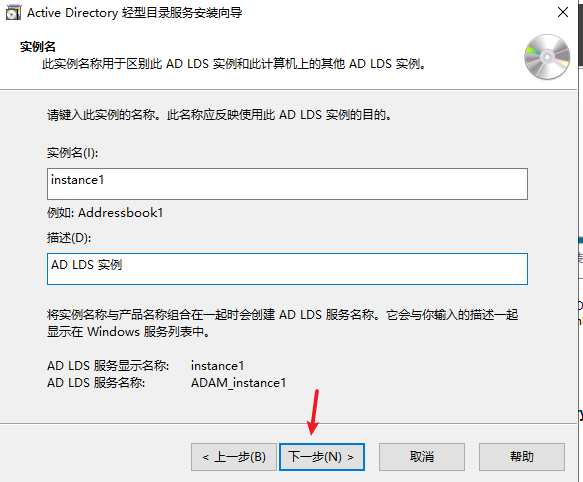 Active Directory 轻型目录服务安装向导
实例名
此实例名称用于区别此 AD LDS 实例和此计算机上的其他 AD LDS 实例。
请键入此实例的名称。此名称应反映使用此 AD LDS 实例的目的。
实例名(I):
instance1
例如: Addressbook1
描述(D):
AD LDS 实例
将实例名称与产品名称组合在一起时会创建 AD LDS 服务名称。它会与你输入的描述一起
显示在 Windows 服务列表中。
AD LDS 服务显示名称: instance1
AD LDS 服务名称: ADAM_instance1
< 上一步(B) 下一步(N) > 取消 帮助